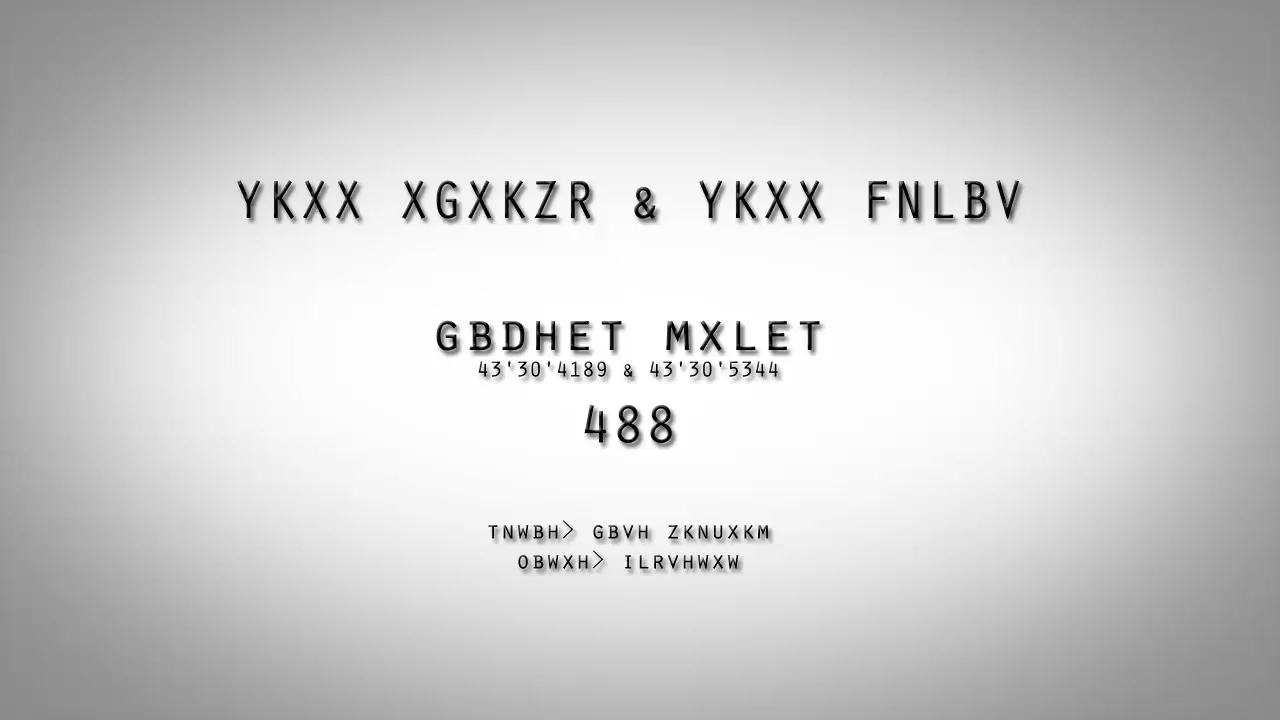 YKXX XGXKZR & YKXX FNLBV
GBDHET MXLET
43'30'4189 & 43'30'5344
488
TNWBH> GBVH ZKNUXKM
OBWXH> ILRVHWXW